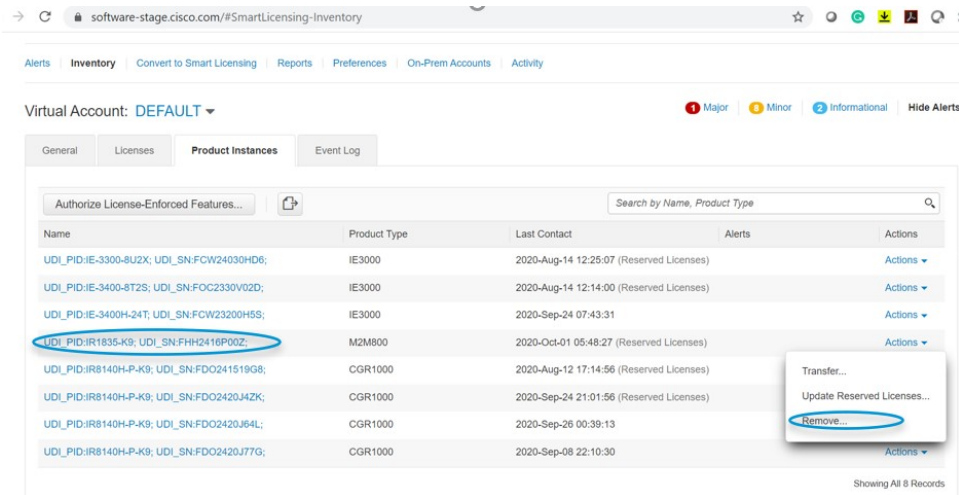 software-stage.cisco.com/#SmartLicensing-Inventory
Alerts Inventory Convert to Smart Licensing Reports Preferences On-Prem Accounts Activity
Virtual Account: DEFAULT 1 Major 8 Minor 2 Informational Hide Alerts
General Licenses Product Instances Event Log
Authorize License-Enforced Features... Search by Name, Product Type
Name Product Type Last Contact Alerts Actions
UDI_PID:IE-3300-8U2X; UDI_SN:FCW24030HD6; IE3000 2020-Aug-14 12:25:07 (Reserved Licenses) Actions
UDI_PID:IE-3400-8T2S; UDI_SN:FOC2330V02D; IE3000 2020-Aug-14 12:14:00 (Reserved Licenses) Actions
UDI_PID:IE-3400H-24T; UDI_SN:FCW23200H5S; IE3000 2020-Sep-24 07:43:31 Actions
UDI_PID:IR1835-K9; UDI_SN:FHH2416P00Z; M2M800 2020-Oct-01 05:48:27 (Reserved Licenses) Actions
UDI_PID:IR8140H-P-K9; UDI_SN:FDO241519G8; CGR1000 2020-Aug-12 17:14:56 (Reserved Licenses) Transfer...
UDI_PID:IR8140H-P-K9; UDI_SN:FDO2420J4ZK; CGR1000 2020-Sep-24 21:01:56 (Reserved Licenses) Update Reserved Licenses...
UDI_PID:IR8140H-P-K9; UDI_SN:FDO2420J64L; CGR1000 2020-Sep-26 00:39:13 Remove...
UDI_PID:IR8140H-P-K9; UDI_SN:FDO2420J77G; CGR1000 2020-Sep-08 22:10:30 Actions
Showing All 8 Records